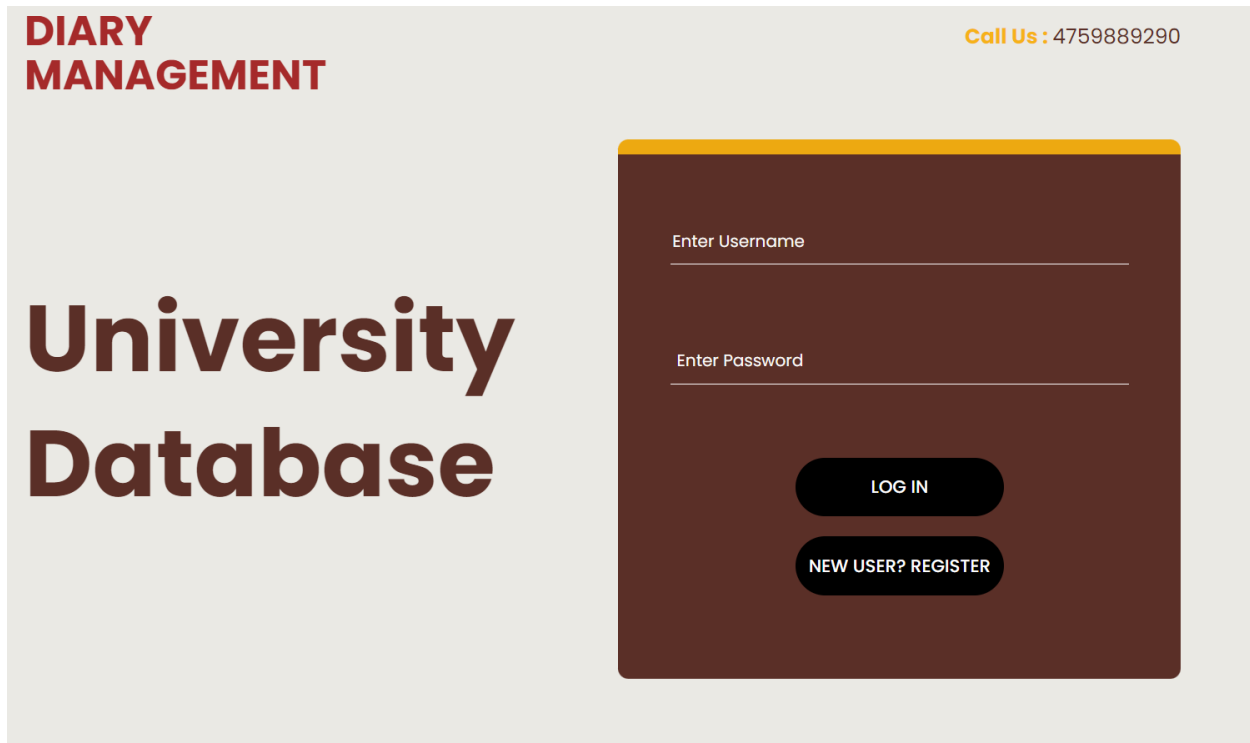 DIARY
MANAGEMENT
Call Us : 4759889290
University
Database
Enter Username
Enter Password
LOG IN
NEW USER? REGISTER